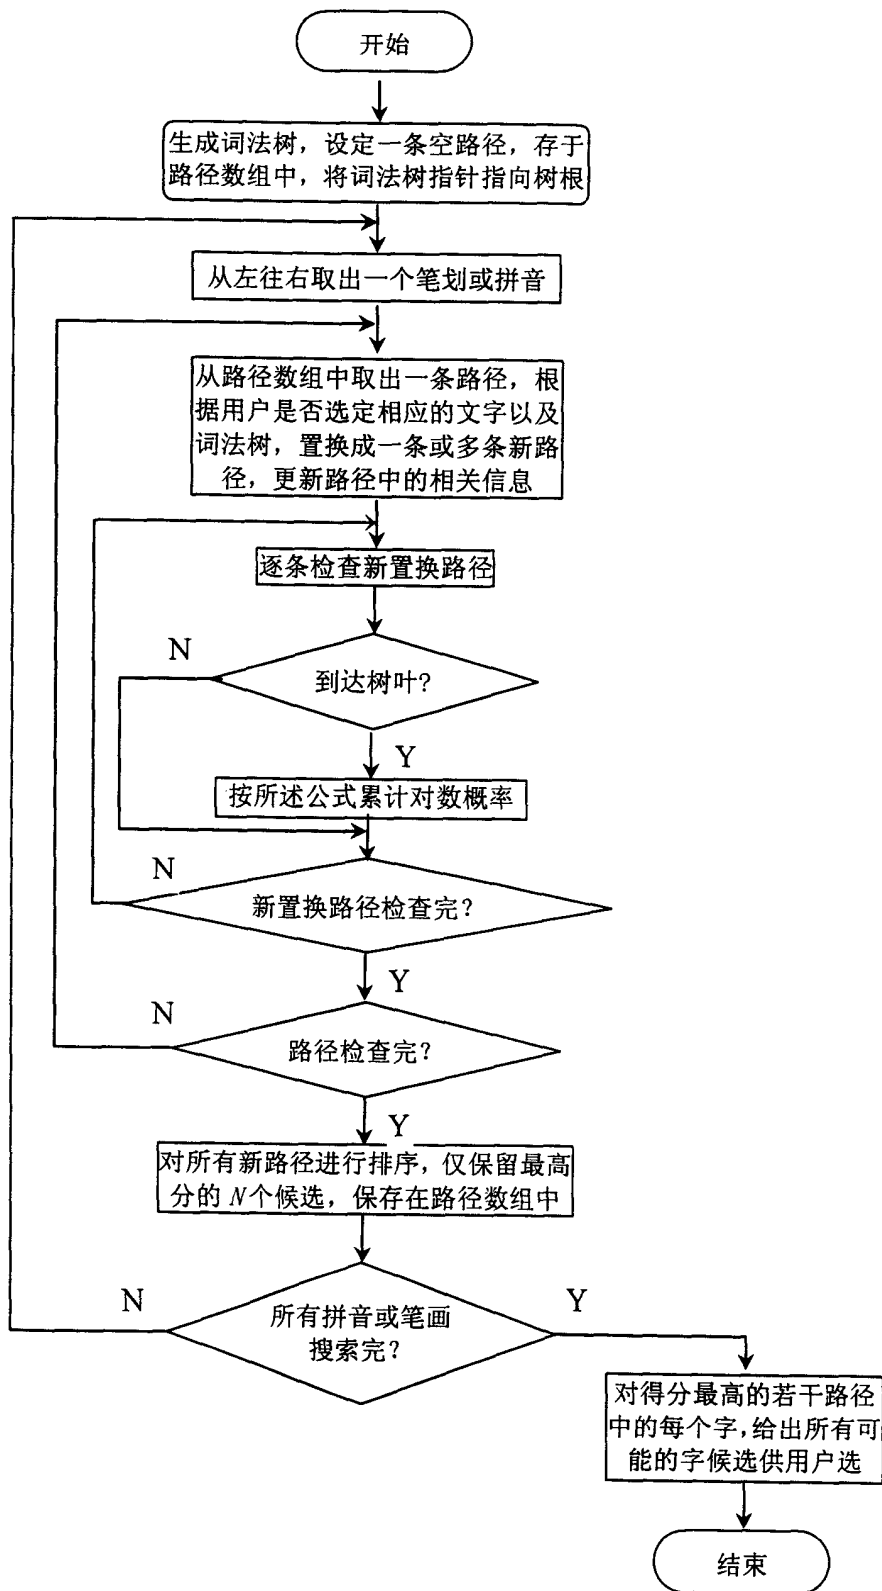 开始
生成词法树，设定一条空路径，存于
路径数组中，将词法树指针指向树根
从左往右取出一个笔划或拼音
从路径数组中取出一条路径，根
据用户是否选定相应的文字以及
词法树，置换成一条或多条新路
径，更新路径中的相关信息
逐条检查新置换路径
N
到达树叶?
Y
按所述公式累计对数概率
N
新置换路径检查完?
Y
N
路径检查完?
Y
对所有新路径进行排序，仅保留最高
分的 N个候选，保存在路径数组中
N
所有拼音或笔画
搜索完?
Y
对得分最高的若干路径
中的每个字，给出所有可
能的字候选供用户选
结束